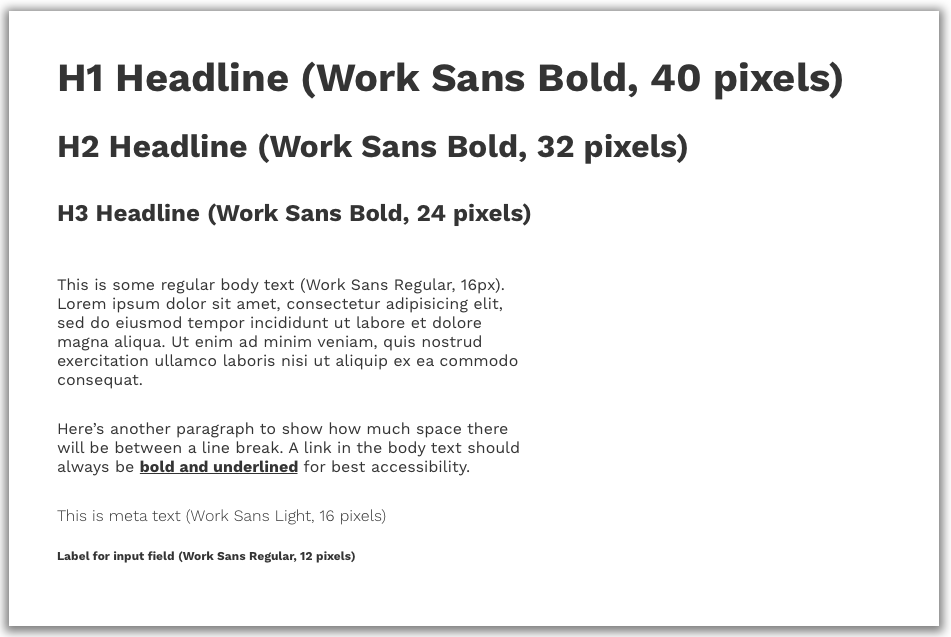 H1 Headline (Work Sans Bold, 40 pixels)
H2 Headline (Work Sans Bold, 32 pixels)
H3 Headline (Work Sans Bold, 24 pixels)
This is some regular body text (Work Sans Regular, 16px).
Lorem ipsum dolor sit amet, consectetur adipisicing elit,
sed do eiusmod tempor incididunt ut labore et dolore
magna aliqua. Ut enim ad minim veniam, quis nostrud
exercitation ullamco laboris nisi ut aliquip ex ea commodo
consequat.
Here’s another paragraph to show how much space there
will be between a line break. A link in the body text should
always be bold and underlined for best accessibility.
This is meta text (Work Sans Light, 16 pixels)
Label for input field (Work Sans Regular, 12 pixels)